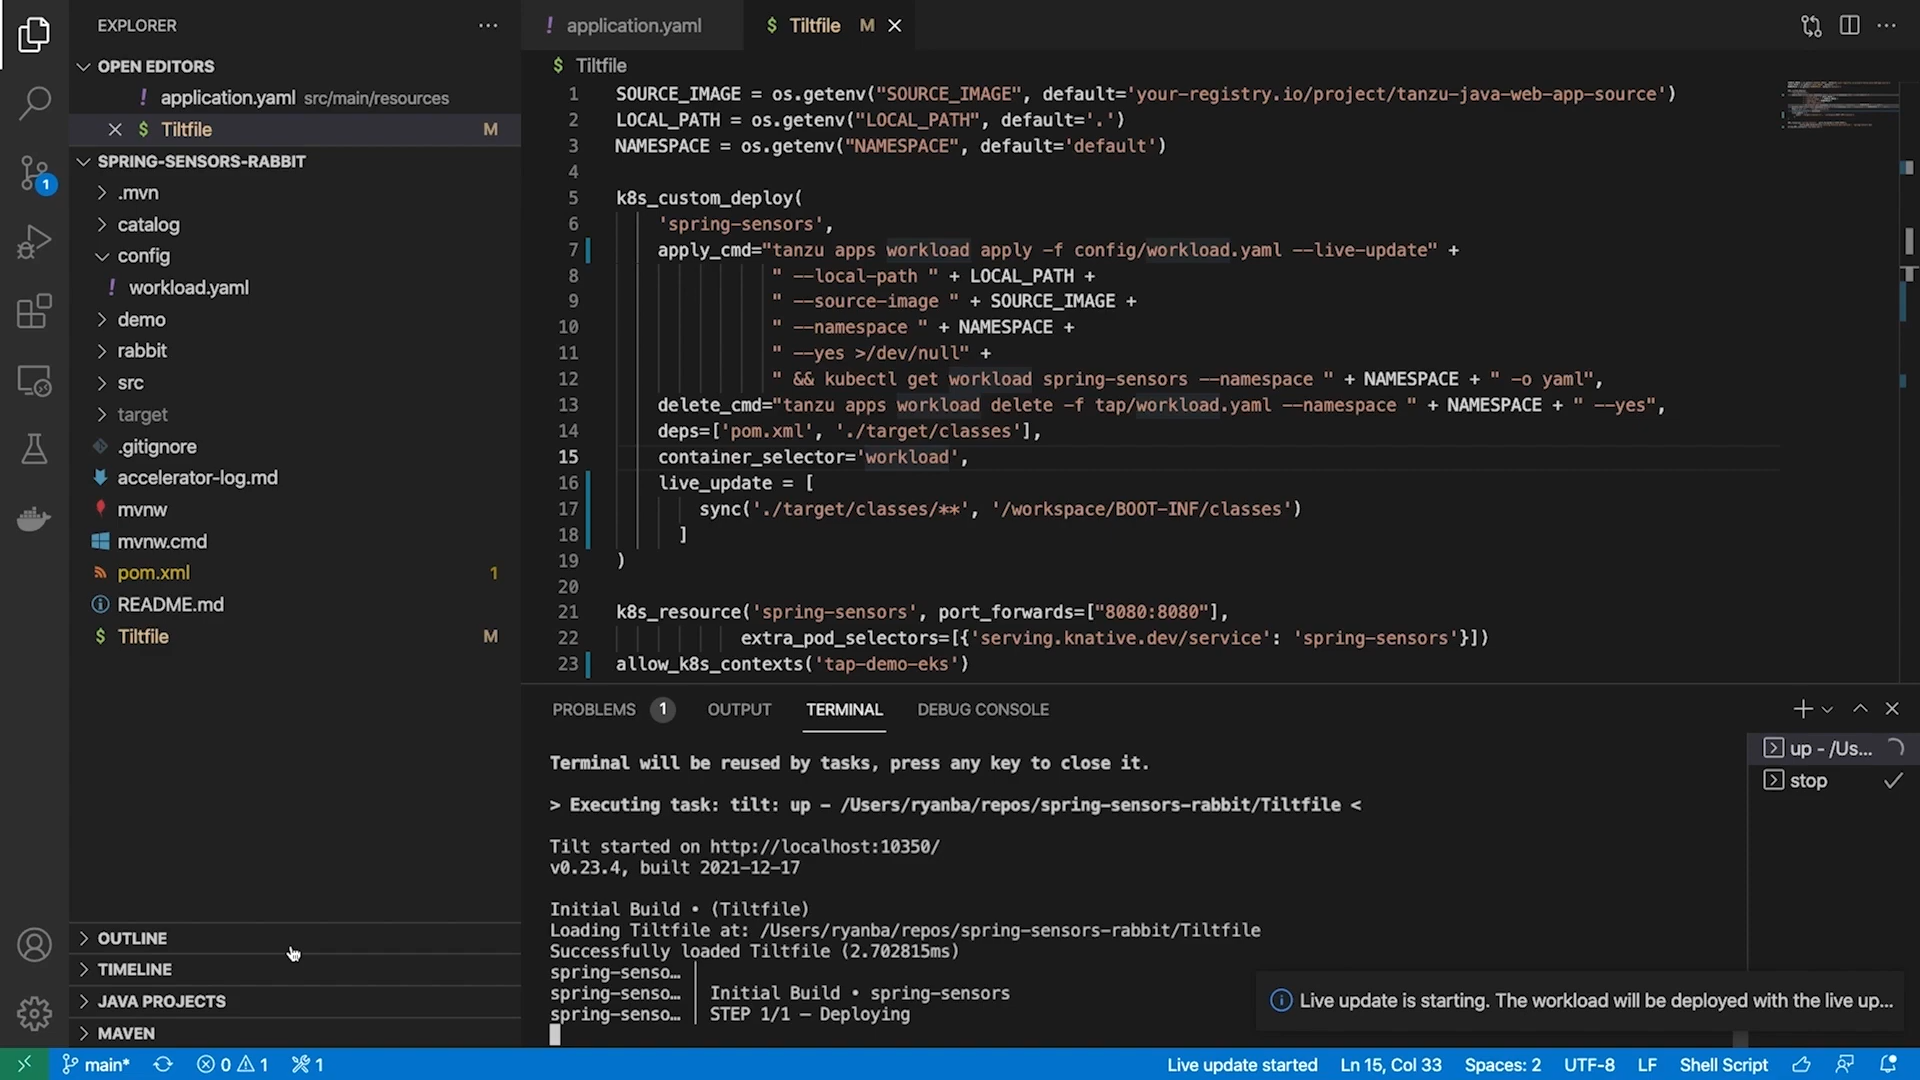 EXPLORER
OPEN EDITORS
! application.yaml src/main/resources
$ Tiltfile M
SPRING-SENSORS-RABBIT
.mvn
catalog
config
! workload.yaml
demo
rabbit
src
target
.gitignore
accelerator-log.md
mvnw
mvnw.cmd
pom.xml 1
README.md
$ Tiltfile M
OUTLINE
TIMELINE
JAVA PROJECTS
MAVEN
1
! application.yaml
$ Tiltfile M
$ Tiltfile
1 SOURCE_IMAGE = os.getenv("SOURCE_IMAGE", default='your-registry.io/project/tanzu-java-web-app-source')
2 LOCAL_PATH = os.getenv("LOCAL_PATH", default='.')
3 NAMESPACE = os.getenv("NAMESPACE", default='default')
4
5 k8s_custom_deploy(
6 'spring-sensors',
7 apply_cmd="tanzu apps workload apply -f config/workload.yaml --live-update" +
8 " --local-path " + LOCAL_PATH +
9 " --source-image " + SOURCE_IMAGE +
10 " --namespace " + NAMESPACE +
11 " --yes >/dev/null" +
12 " && kubectl get workload spring-sensors --namespace " + NAMESPACE + " -o yaml",
13 delete_cmd="tanzu apps workload delete -f tap/workload.yaml --namespace " + NAMESPACE + " --yes",
14 deps=['pom.xml', './target/classes'],
15 container_selector='workload',
16 live_update = [
17 sync('./target/classes/**', '/workspace/BOOT-INF/classes')
18 ]
19 )
20
21 k8s_resource('spring-sensors', port_forwards=["8080:8080"],
22 extra_pod_selectors=[{'serving.knative.dev/service': 'spring-sensors'}])
23 allow_k8s_contexts('tap-demo-eks')
PROBLEMS 1 OUTPUT TERMINAL DEBUG CONSOLE
Terminal will be reused by tasks, press any key to close it.
> Executing task: tilt: up - /Users/ryanba/repos/spring-sensors-rabbit/Tiltfile <
Tilt started on http://localhost:10350/
v0.23.4, built 2021-12-17
Initial Build • (Tiltfile)
Loading Tiltfile at: /Users/ryanba/repos/spring-sensors-rabbit/Tiltfile
Successfully loaded Tiltfile (2.702815ms)
spring-senso… │
spring-senso… │ Initial Build • spring-sensors
spring-senso… │ STEP 1/1 — Deploying
up - /Us...
stop
Live update is starting. The workload will be deployed with the live up...
main* 0 1 1
Live update started Ln 15, Col 33 Spaces: 2 UTF-8 LF Shell Script